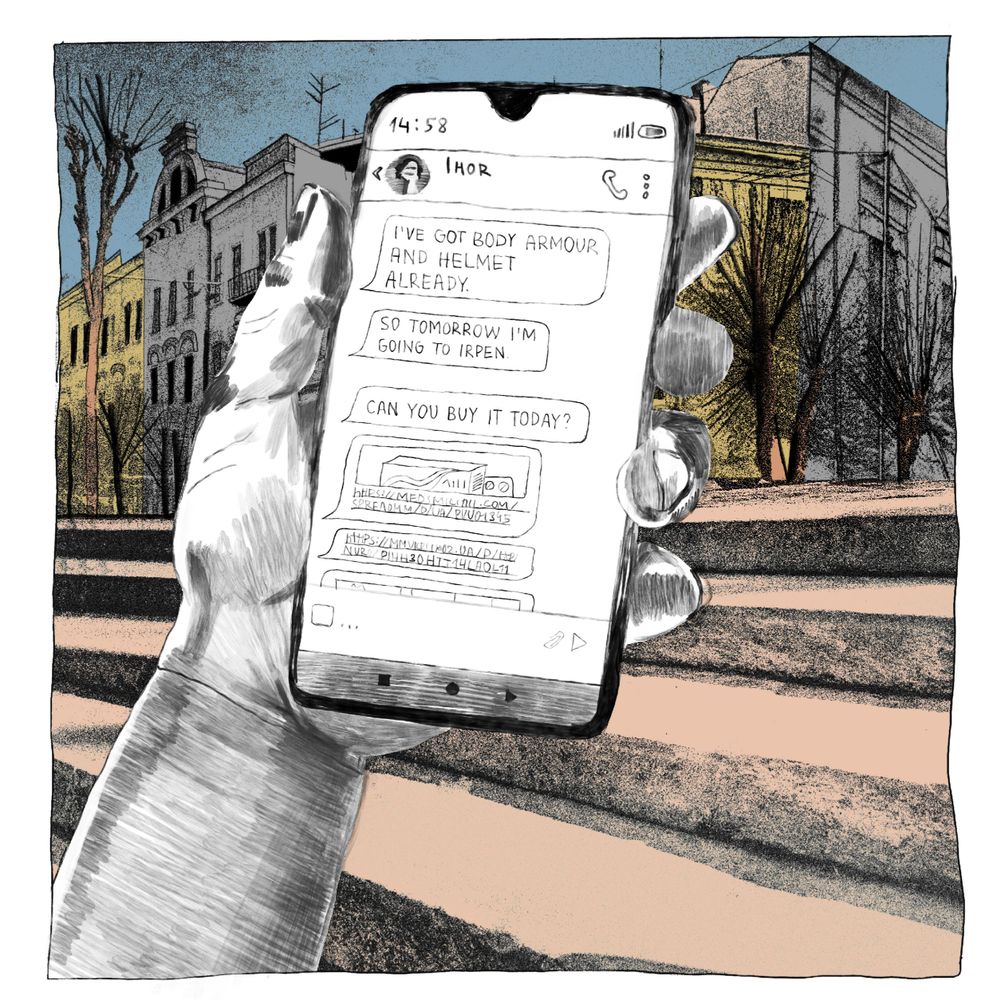 14:58
IHOR
I'VE GOT BODY ARMOUR
AND HELMET
ALREADY.
SO TOMORROW I'M
GOING TO IRPEN.
CAN YOU BUY IT TODAY?